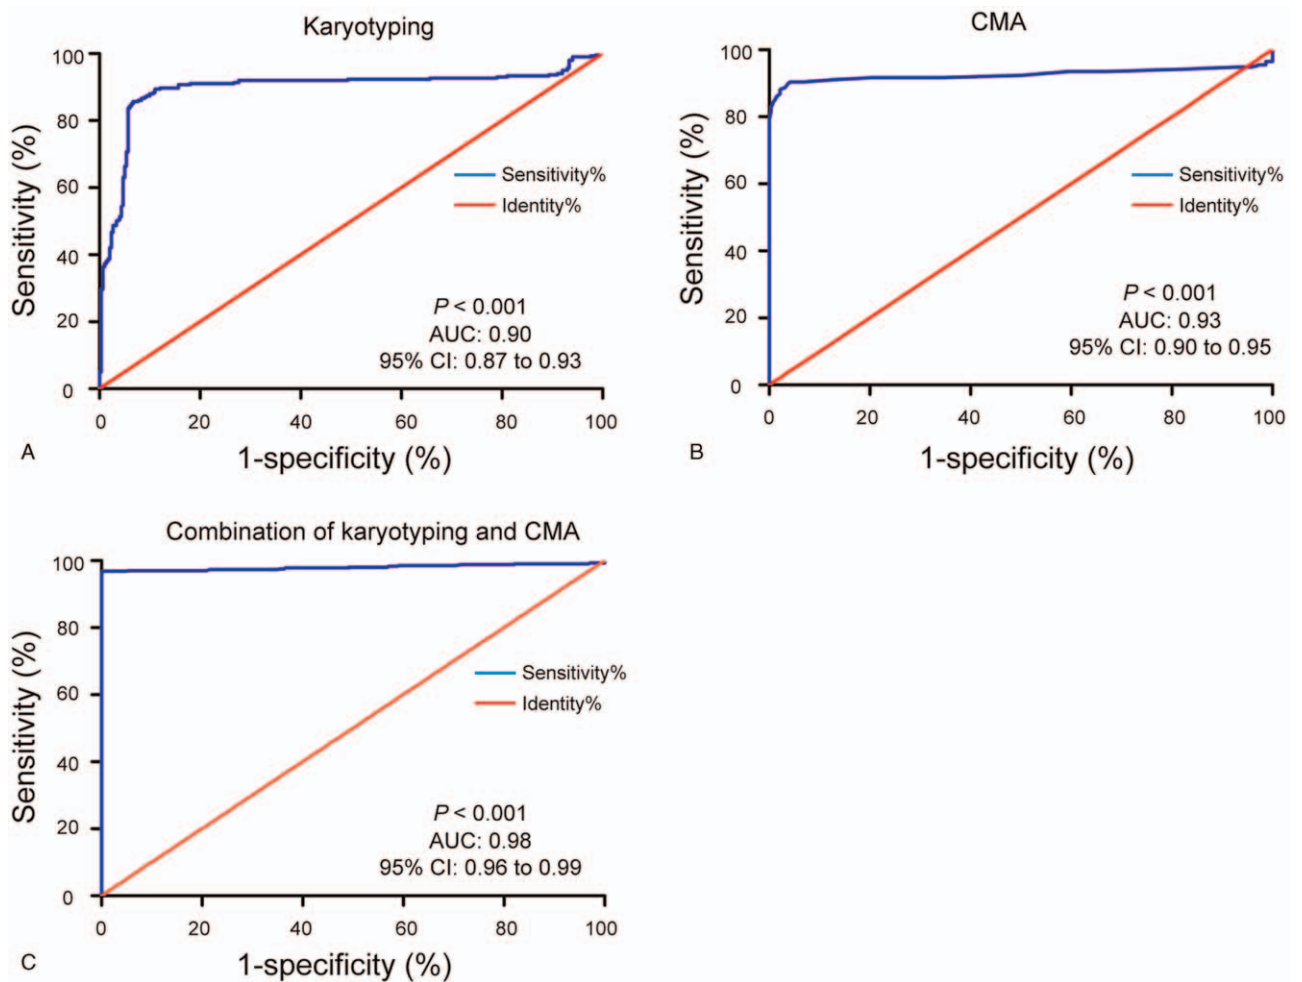 Karyotyping
100
80
60
40
20
0
Sensitivity (%)
Sensitivity%
Identity%
P < 0.001
AUC: 0.90
95% CI: 0.87 to 0.93
0 20 40 60 80 100
1-specificity (%)
A
CMA
100
80
60
40
20
0
Sensitivity (%)
Sensitivity%
Identity%
P < 0.001
AUC: 0.93
95% CI: 0.90 to 0.95
0 20 40 60 80 100
1-specificity (%)
B
Combination of karyotyping and CMA
100
80
60
40
20
0
Sensitivity (%)
Sensitivity%
Identity%
P < 0.001
AUC: 0.98
95% CI: 0.96 to 0.99
0 20 40 60 80 100
1-specificity (%)
C